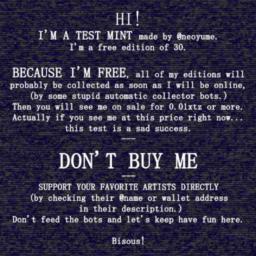 HI!
I'M A TEST MINT made by @neoyume.
I'm a free edition of 30.
BECAUSE I'M FREE, all of my editions will
probably be collected as soon as I will be online,
(by some stupid automatic collector bots.)
Then you will see me on sale for 0.01xtz or more.
Actually if you see me at this price right now...
this test is a sad success.
---
DON'T BUY ME
---
SUPPORT YOUR FAVORITE ARTISTS DIRECTLY
(by checking their @name or wallet address
in their description.)
Don't feed the bots and let's keep have fun here.
Bisous!